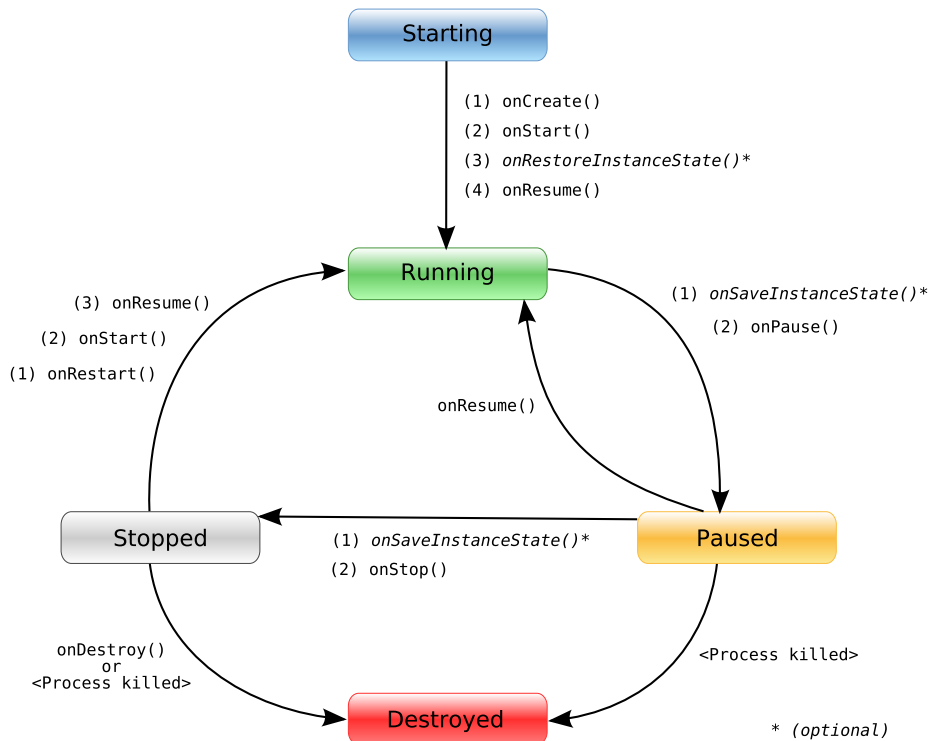 Starting
(1) onCreate()
(2) onStart()
(3) onRestoreInstanceState()*
(4) onResume()
Running
(3) onResume()
(2) onStart()
(1) onRestart()
(1) onSaveInstanceState()*
(2) onPause()
onResume()
Stopped
(1) onSaveInstanceState()*
(2) onStop()
Paused
onDestroy()
or
<Process killed>
<Process killed>
Destroyed
* (optional)